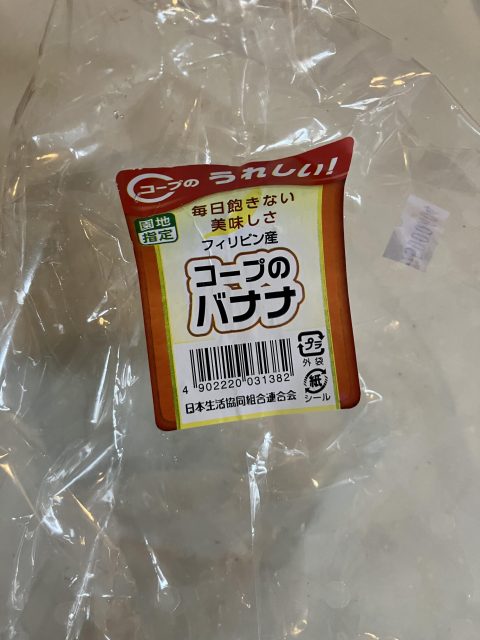 コープの うれしい!
園地
指定
毎日飽きない
美味しさ
フィリピン産
コープの
バナナ
プラ
外袋
紙
シール
4 902220 031382
日本生活協同組合連合会